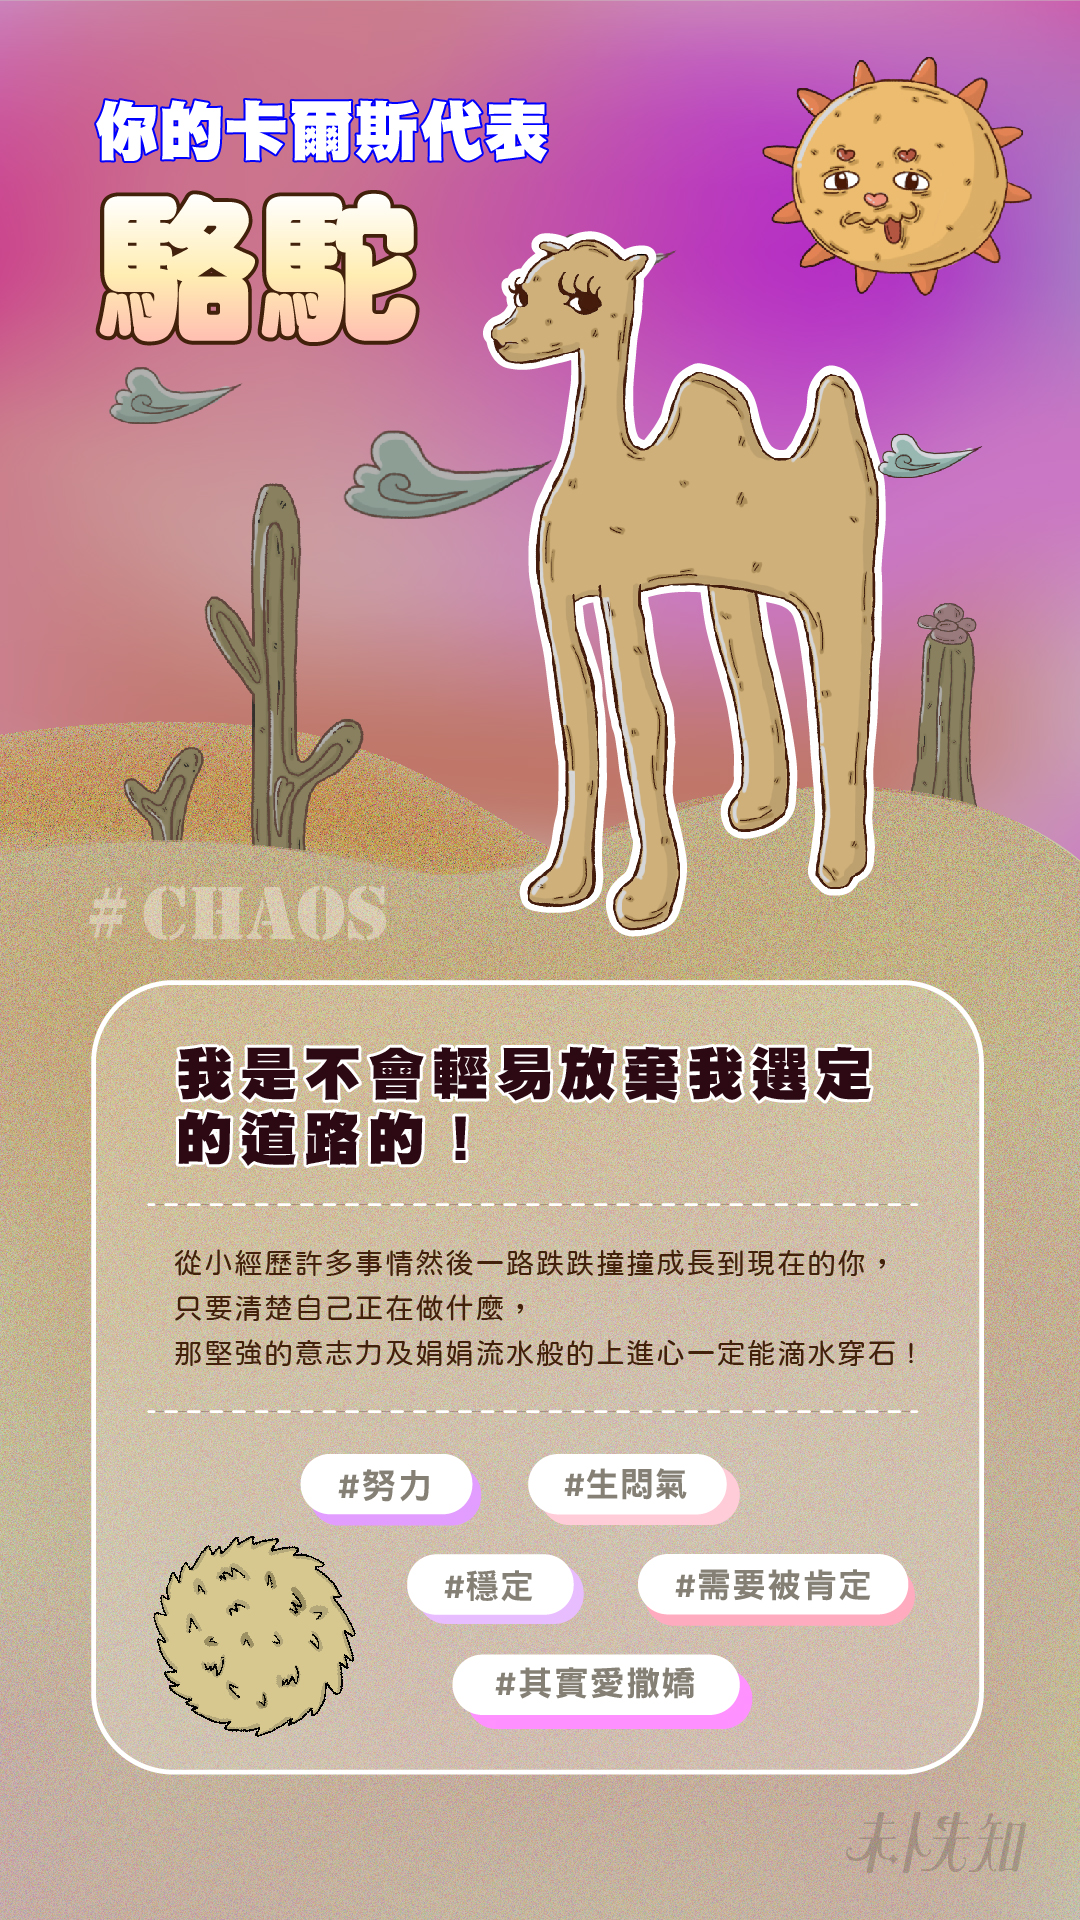 你的卡爾斯代表
駱駝
#CHAOS
我是不會輕易放棄我選定
的道路的！
從小經歷許多事情然後一路跌跌撞撞成長到現在的你，
只要清楚自己正在做什麼，
那堅強的意志力及娟娟流水般的上進心一定能滴水穿石！
#努力
#生悶氣
#穩定
#需要被肯定
#其實愛撒嬌
未卜先知